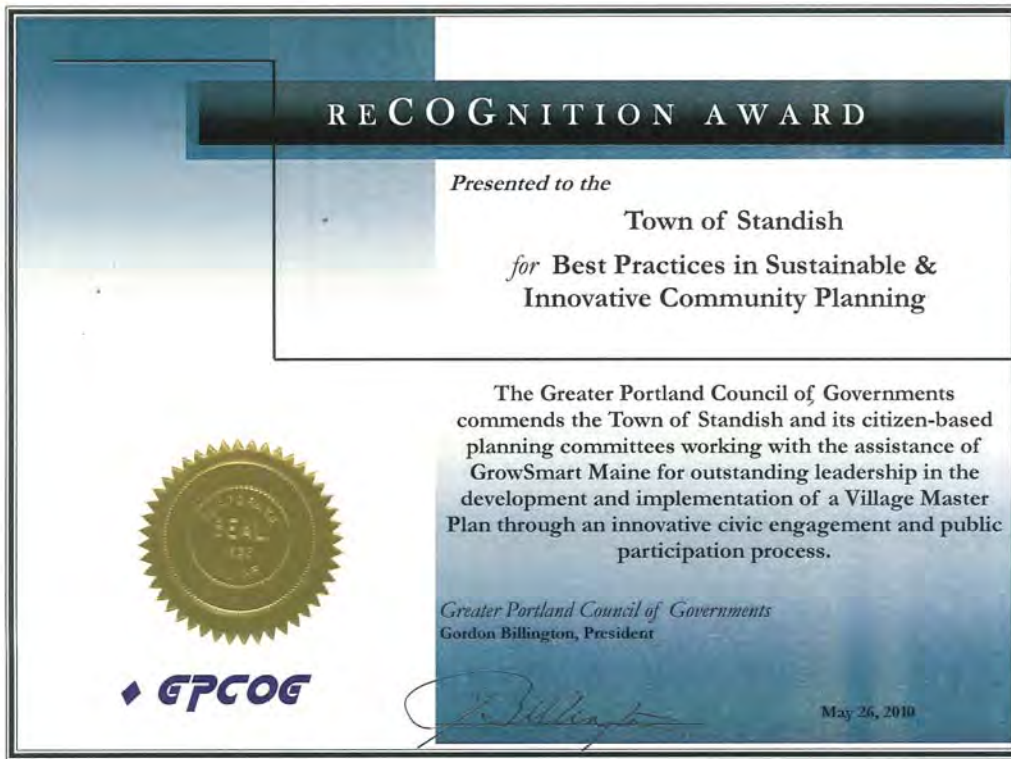 reCOGnition Award
Presented to the
Town of Standish
for Best Practices in Sustainable &
Innovative Community Planning
The Greater Portland Council of Governments
commends the Town of Standish and its citizen-based
planning committees working with the assistance of
GrowSmart Maine for outstanding leadership in the
development and implementation of a Village Master
Plan through an innovative civic engagement and public
participation process.
SEAL
Greater Portland Council of Governments
Gordon Billington, President
GPCOG
Billington
May 26, 2010